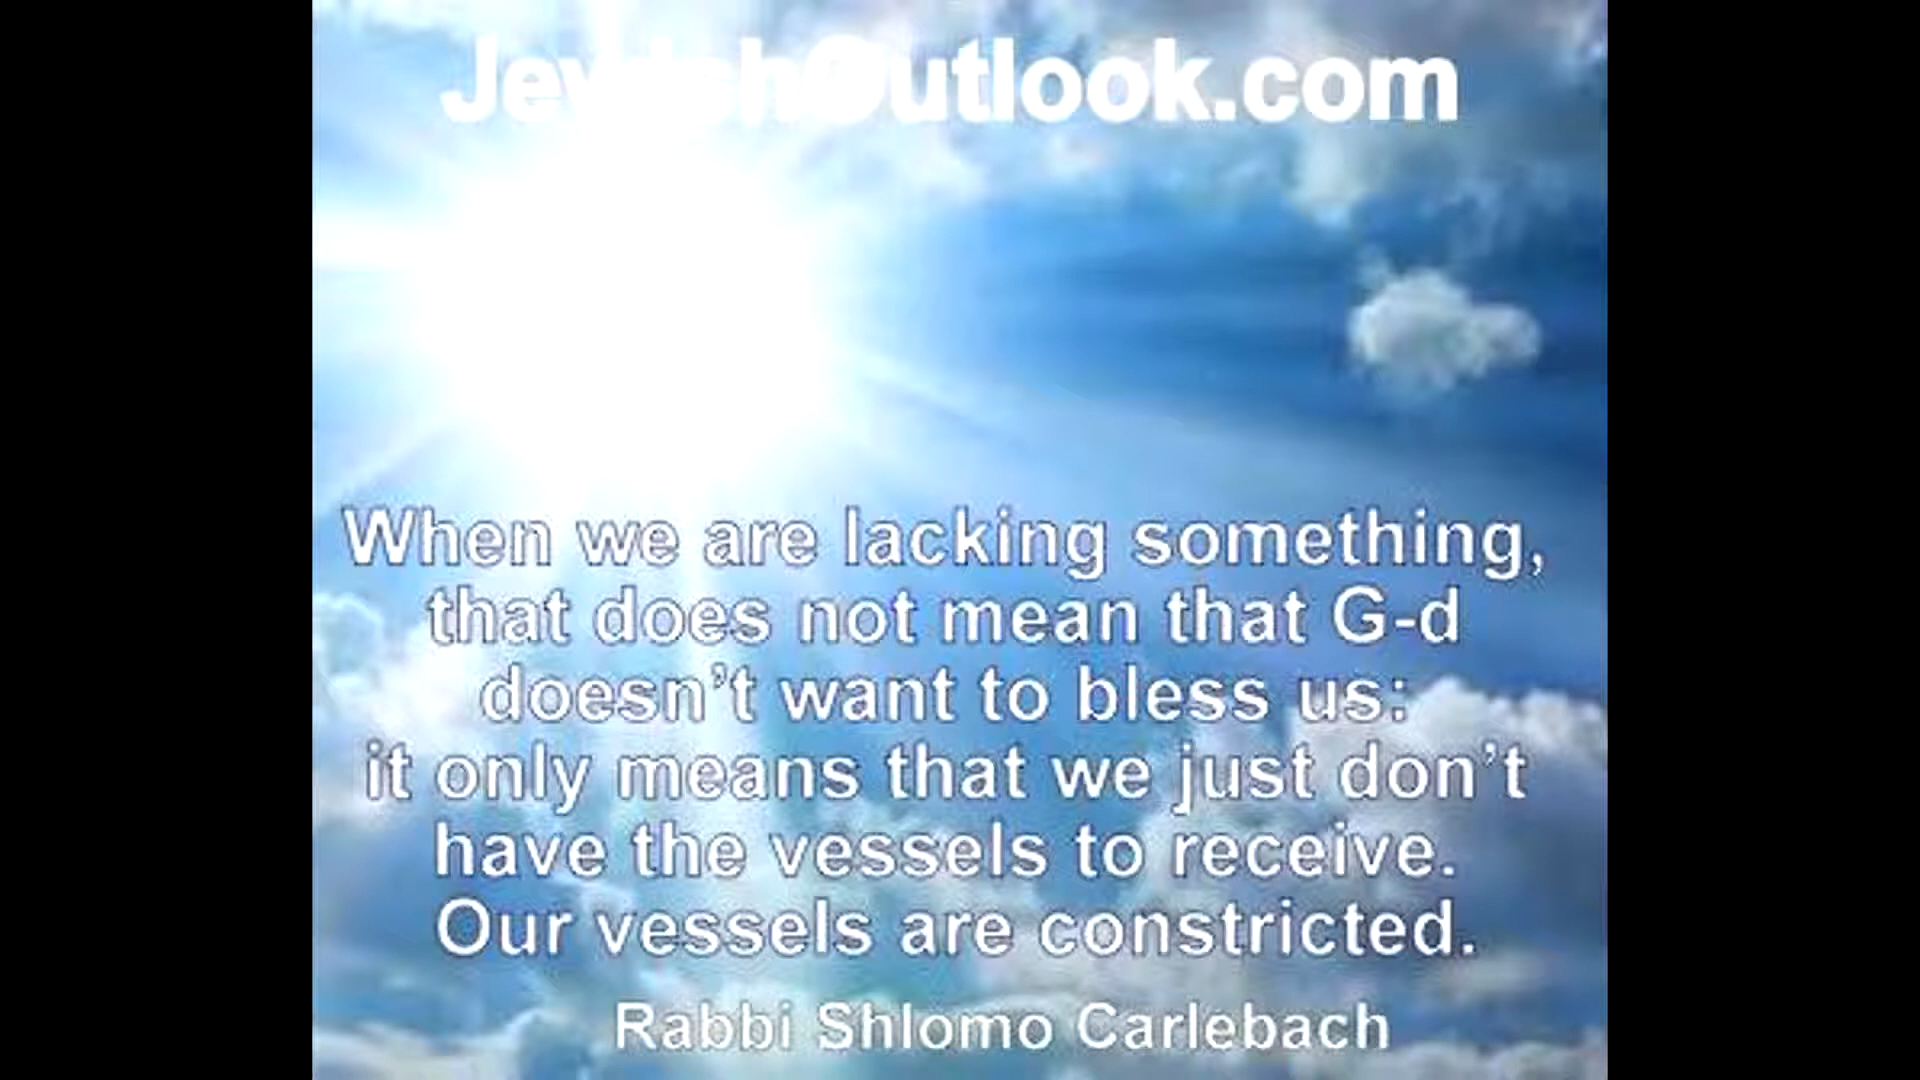 JewishOutlook.com
When we are lacking something,
that does not mean that G-d
doesn't want to bless us:
it only means that we just don't
have the vessels to receive.
Our vessels are constricted.
Rabbi Shlomo Carlebach